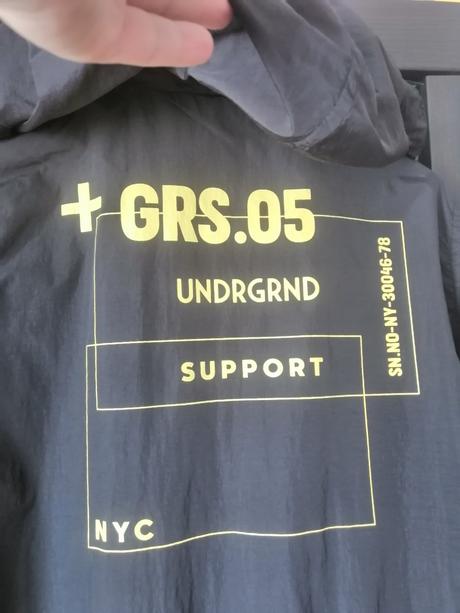 + GRS.05
UNDRGRND
SUPPORT
NYC
SN.NO-NY-30046-78